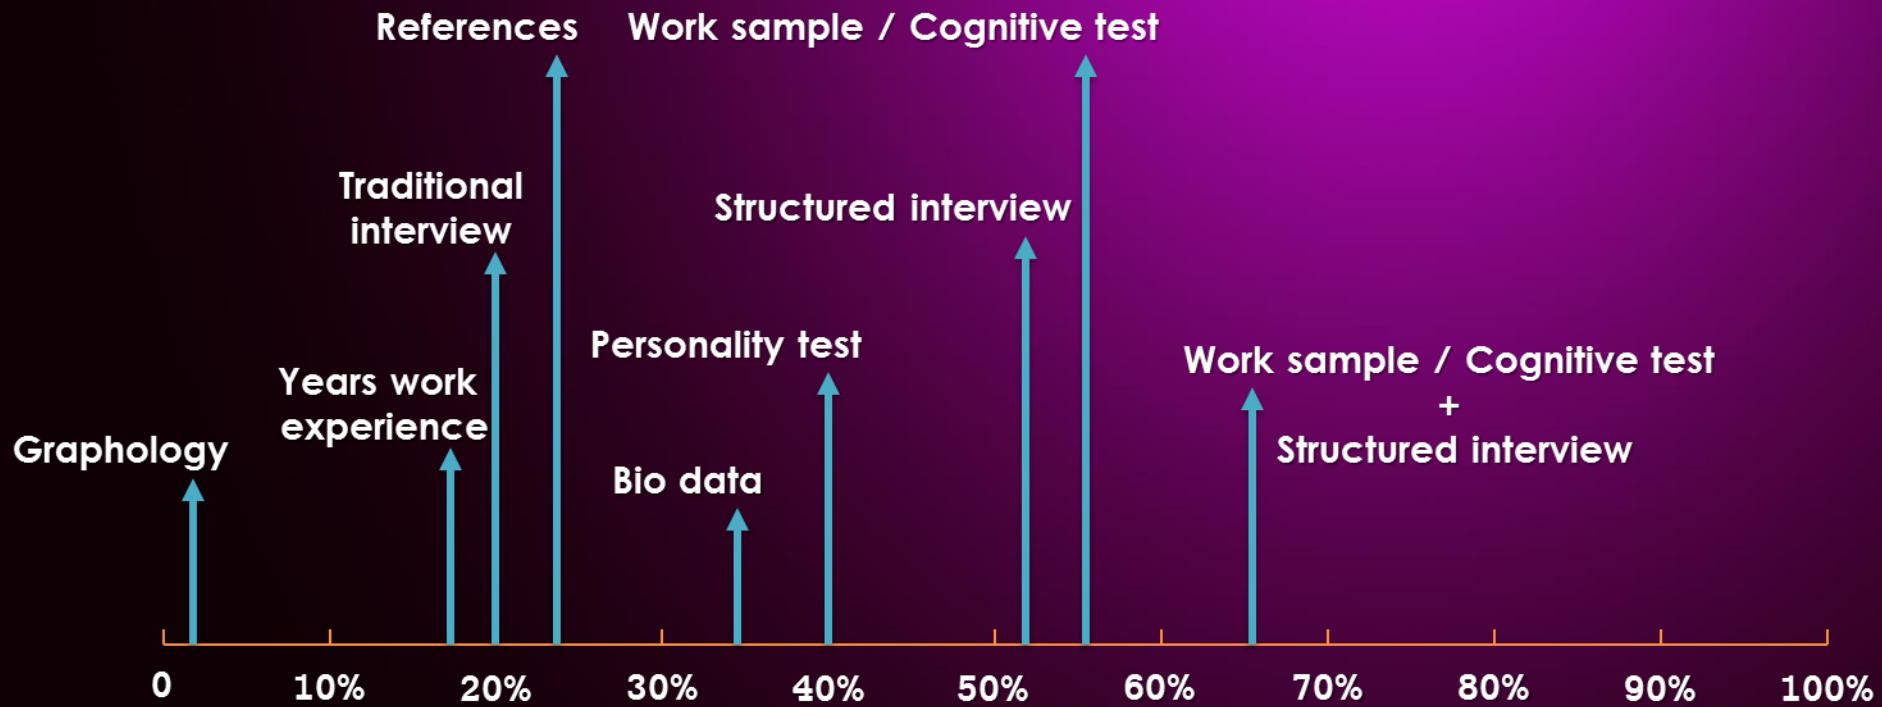 References
Work sample / Cognitive test
Traditional
interview
Structured interview
Personality test
Years work
experience
Work sample / Cognitive test
+
Structured interview
Graphology
Bio data
0 10% 20% 30% 40% 50% 60% 70% 80% 90% 100%